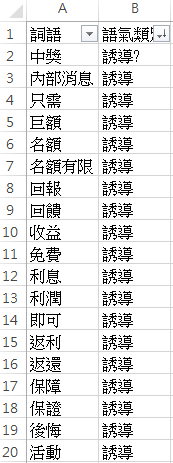 A B
1 詞語 語氣類別
2 中獎 誘導?
3 內部消息 誘導
4 只需 誘導
5 巨額 誘導
6 名額 誘導
7 名額有限 誘導
8 回報 誘導
9 回饋 誘導
10 收益 誘導
11 免費 誘導
12 利息 誘導
13 利潤 誘導
14 即可 誘導
15 返利 誘導
16 返還 誘導
17 保障 誘導
18 保證 誘導
19 後悔 誘導
20 活動 誘導